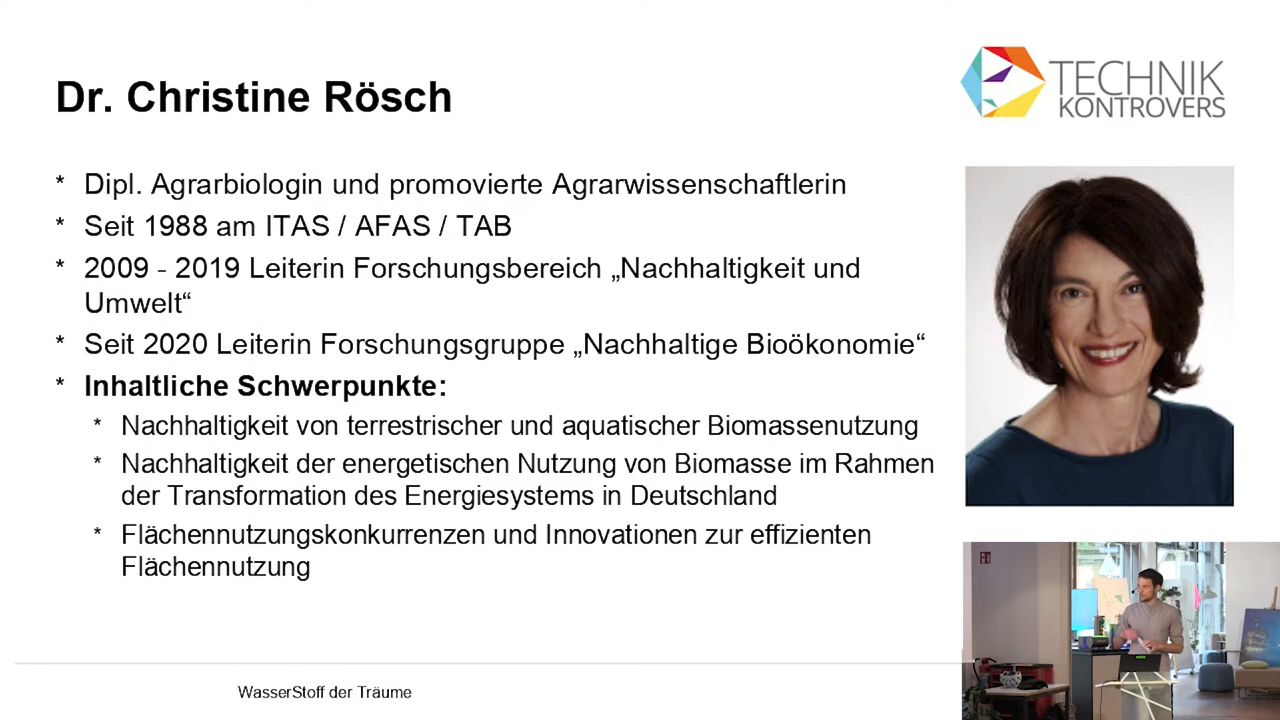 Dr. Christine Rösch
TECHNIK
KONTROVERS
* Dipl. Agrarbiologin und promovierte Agrarwissenschaftlerin
* Seit 1988 am ITAS / AFAS / TAB
* 2009 - 2019 Leiterin Forschungsbereich „Nachhaltigkeit und
Umwelt“
* Seit 2020 Leiterin Forschungsgruppe „Nachhaltige Bioökonomie“
* Inhaltliche Schwerpunkte:
* Nachhaltigkeit von terrestrischer und aquatischer Biomassenutzung
* Nachhaltigkeit der energetischen Nutzung von Biomasse im Rahmen
der Transformation des Energiesystems in Deutschland
* Flächennutzungskonkurrenzen und Innovationen zur effizienten
Flächennutzung
WasserStoff der Träume